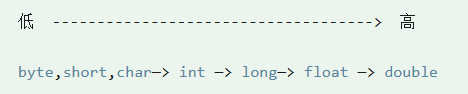 低 ------------------------------------> 高
byte,short,char—> int —> long—> float —> double